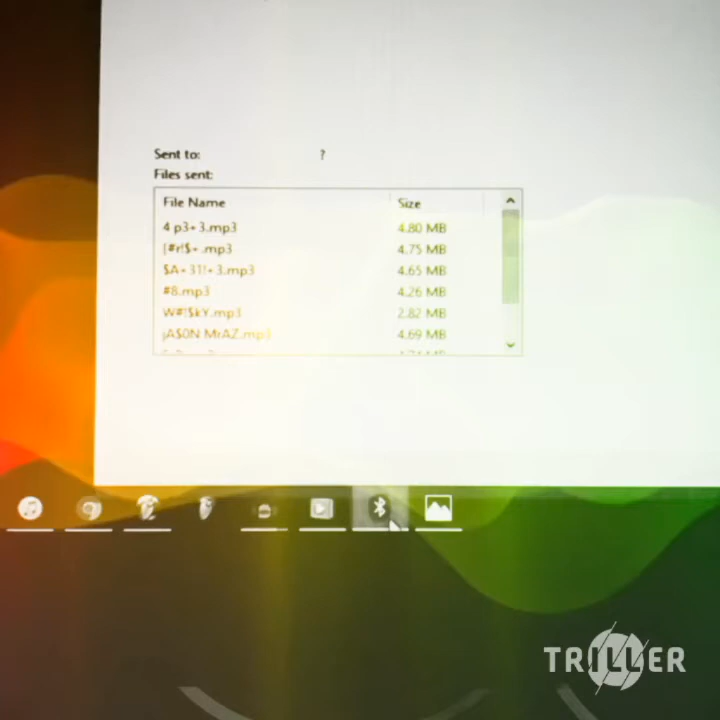 Sent to: ?
Files sent:
File Name Size
4 p3+3.mp3 4.80 MB
(#r!$+ .mp3 4.75 MB
$A+31!+3.mp3 4.65 MB
#8.mp3 4.26 MB
W#!$kY.mp3 2.82 MB
jA$0N MrAZ.mp3 4.69 MB
TRILLER